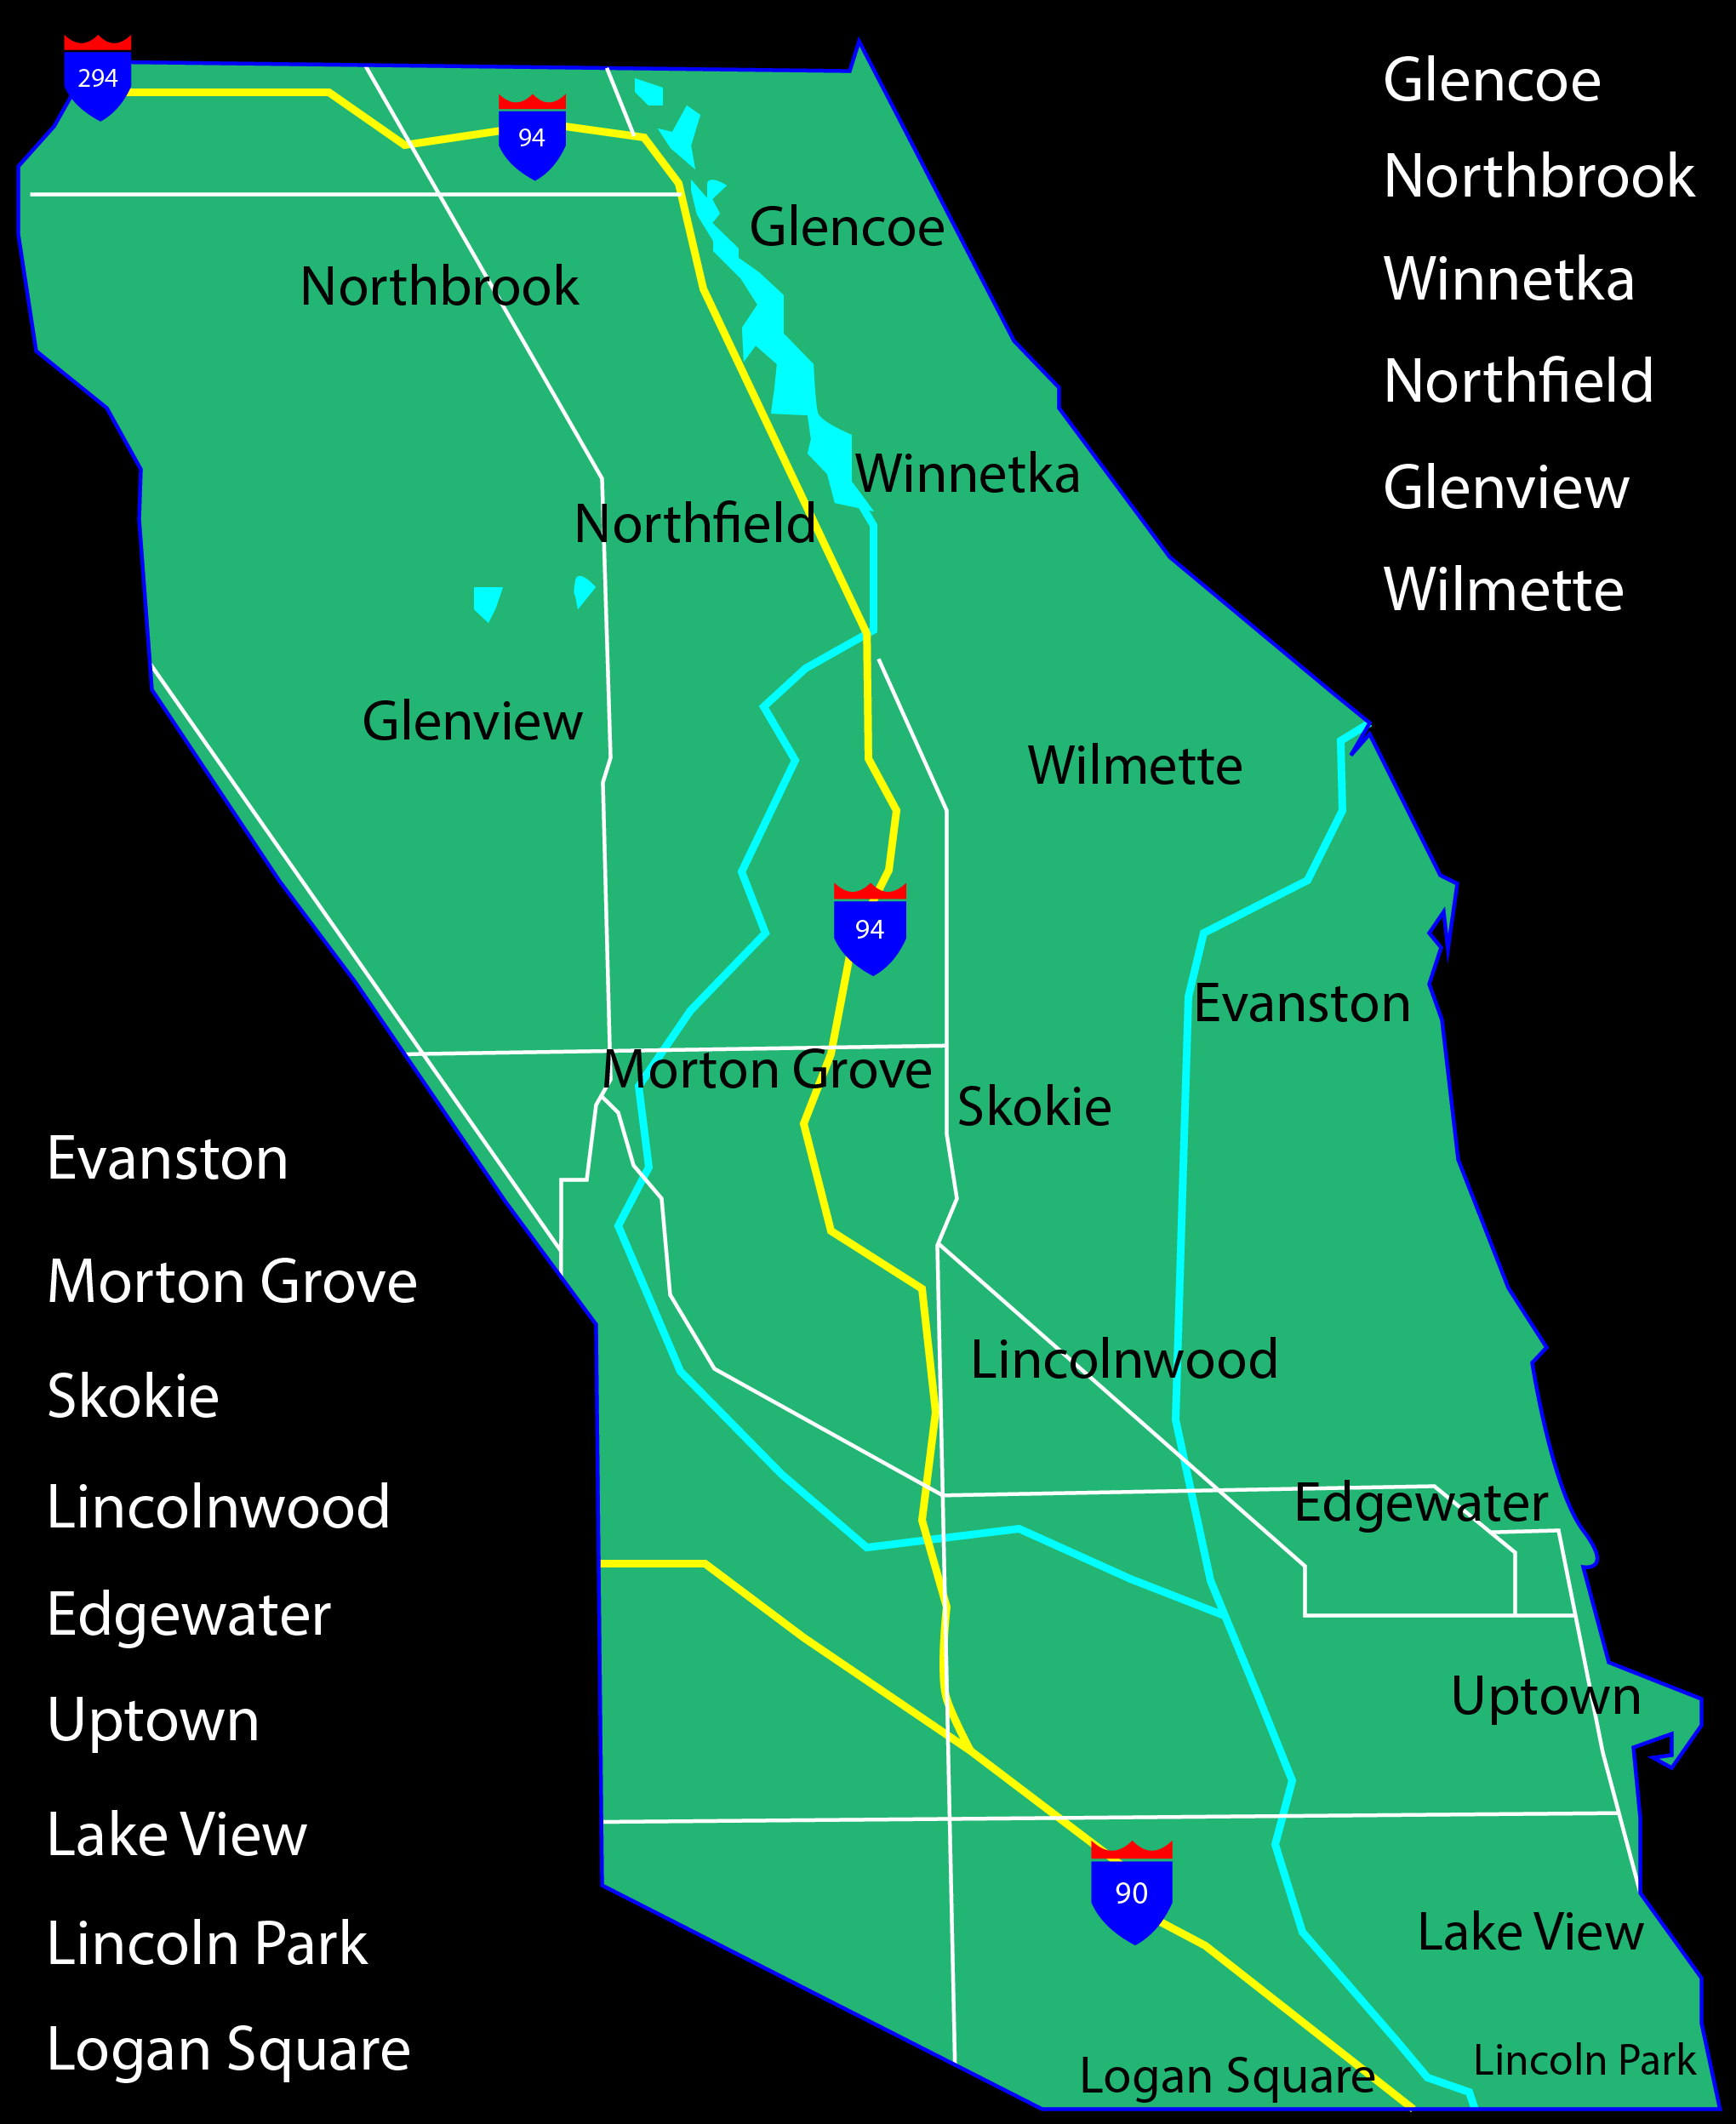 294
94
Glencoe
Northbrook
Winnetka
Northfield
Glenview
Wilmette
Glencoe
Northbrook
Winnetka
Northfield
Glenview
Wilmette
94
Evanston
Morton Grove
Skokie
Lincolnwood
Edgewater
Uptown
90
Lake View
Lincoln Park
Logan Square
Evanston
Morton Grove
Skokie
Lincolnwood
Edgewater
Uptown
Lake View
Lincoln Park
Logan Square